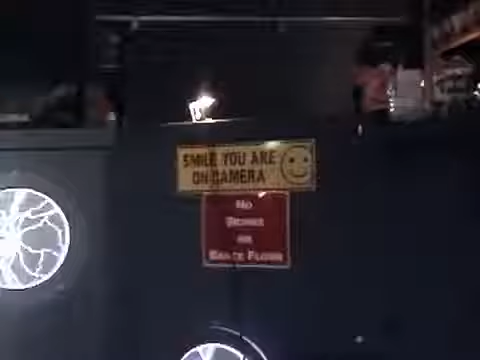 SMILE YOU ARE
ON CAMERA
No
Drinks
on
Dance Floor